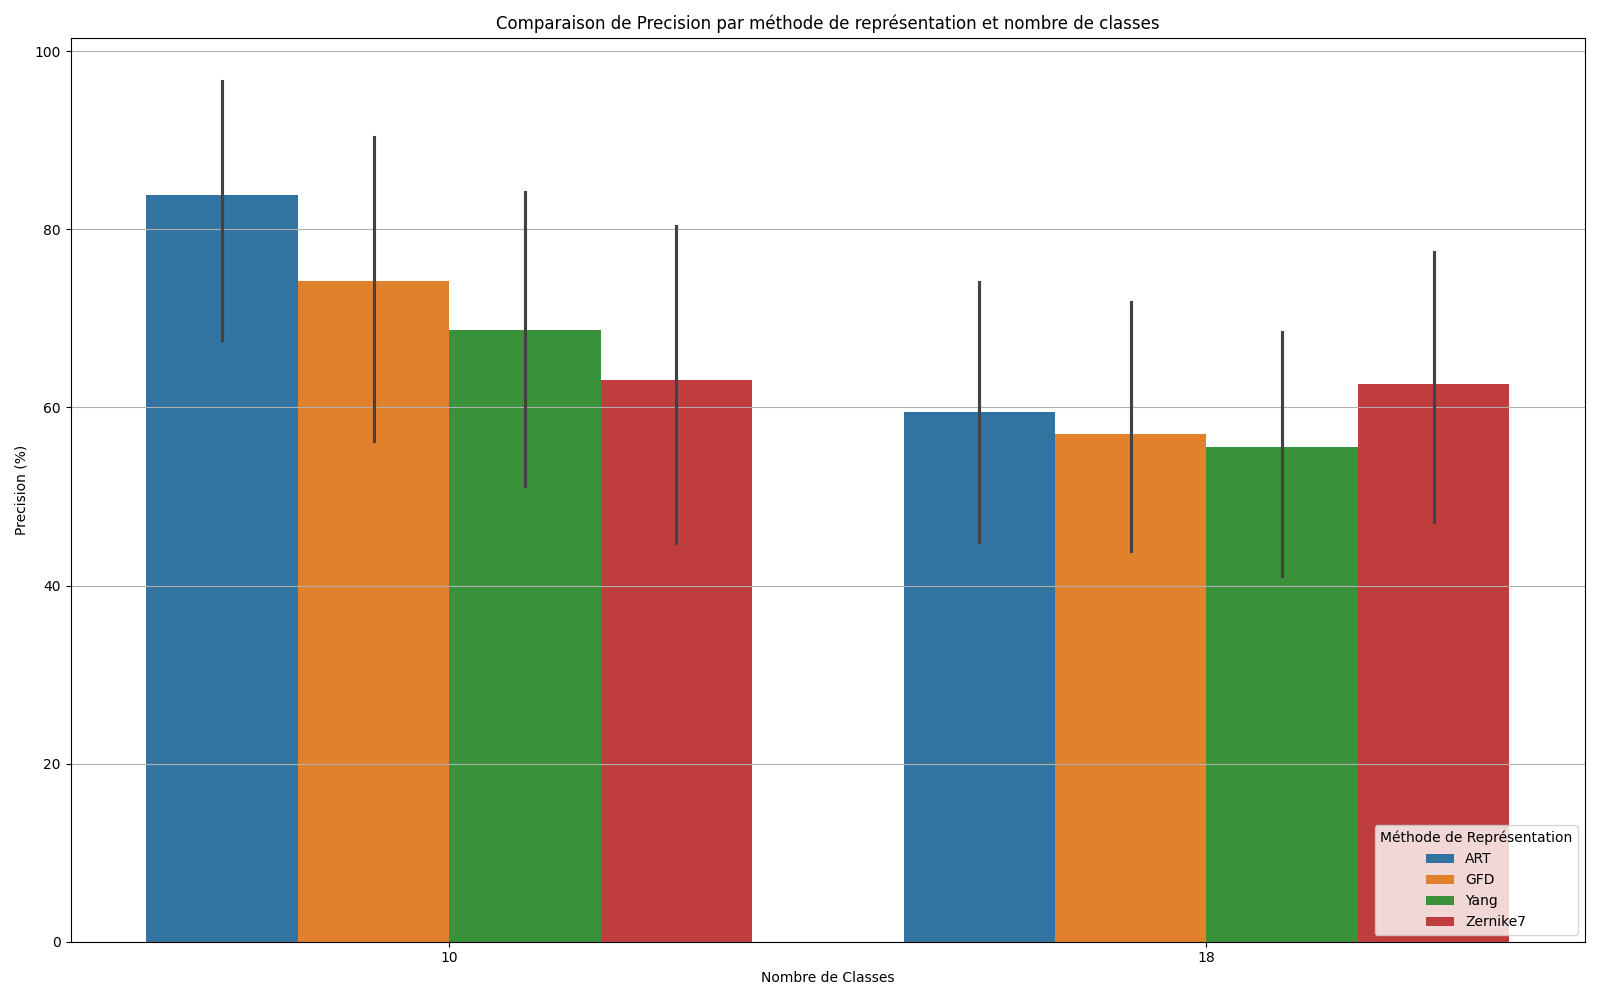 Comparaison de Precision par méthode de représentation et nombre de classes
100
80
60
40
20
0
Precision (%)
10
18
Nombre de Classes
Méthode de Représentation
ART
GFD
Yang
Zernike7